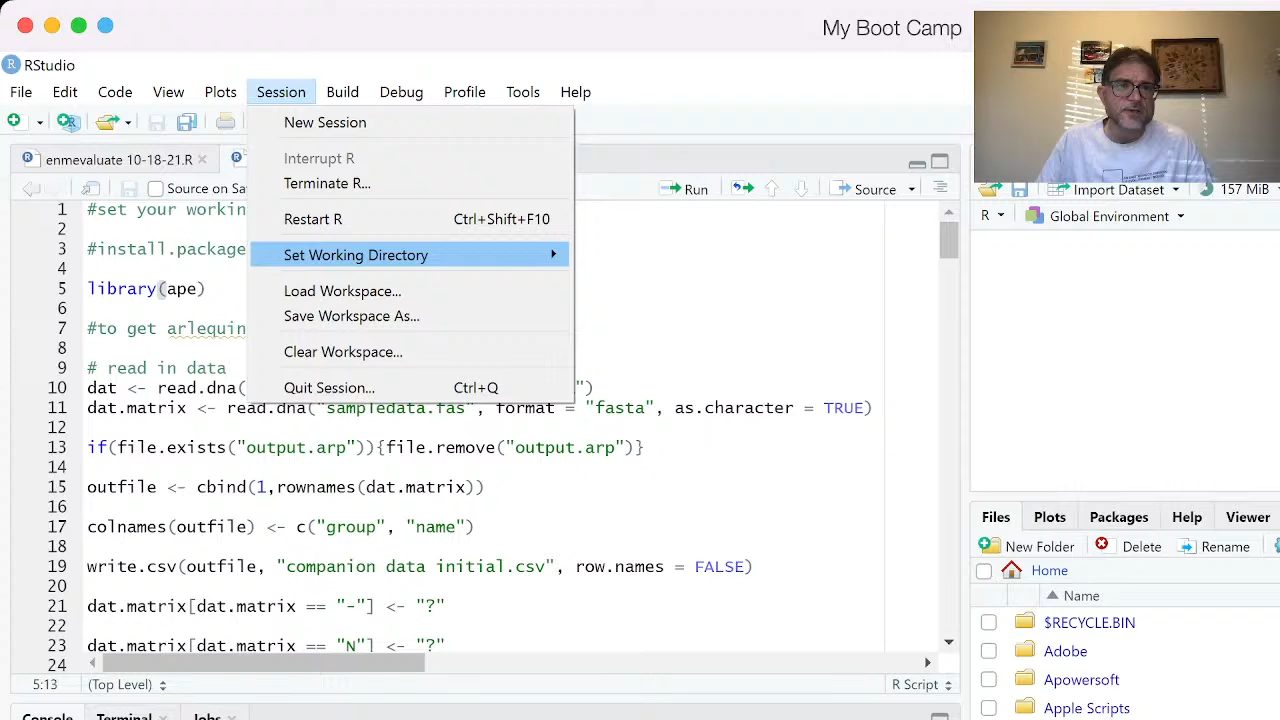 My Boot Camp
RStudio
File Edit Code View Plots Session Build Debug Profile Tools Help
New Session
Interrupt R
Terminate R...
Restart R Ctrl+Shift+F10
Set Working Directory
Load Workspace...
Save Workspace As...
Clear Workspace...
Quit Session... Ctrl+Q
enmevaluate 10-18-21.R
Source on Sa
Run
Source
Import Dataset
157 MiB
R
Global Environment
1 #set your workin
2
3 #install.package
4
5 library(ape)
6
7 #to get arlequin
8
9 # read in data
10 dat <- read.dna( ")
11 dat.matrix <- read.dna("sampledata.fas", format = "fasta", as.character = TRUE)
12
13 if(file.exists("output.arp")){file.remove("output.arp")}
14
15 outfile <- cbind(1,rownames(dat.matrix))
16
17 colnames(outfile) <- c("group", "name")
18
19 write.csv(outfile, "companion data initial.csv", row.names = FALSE)
20
21 dat.matrix[dat.matrix == "-"] <- "?"
22
23 dat.matrix[dat.matrix == "N"] <- "?"
24
5:13 (Top Level) R Script
Console Terminal Jobs
Files Plots Packages Help Viewer
New Folder Delete Rename
Home
Name
$RECYCLE.BIN
Adobe
Apowersoft
Apple Scripts